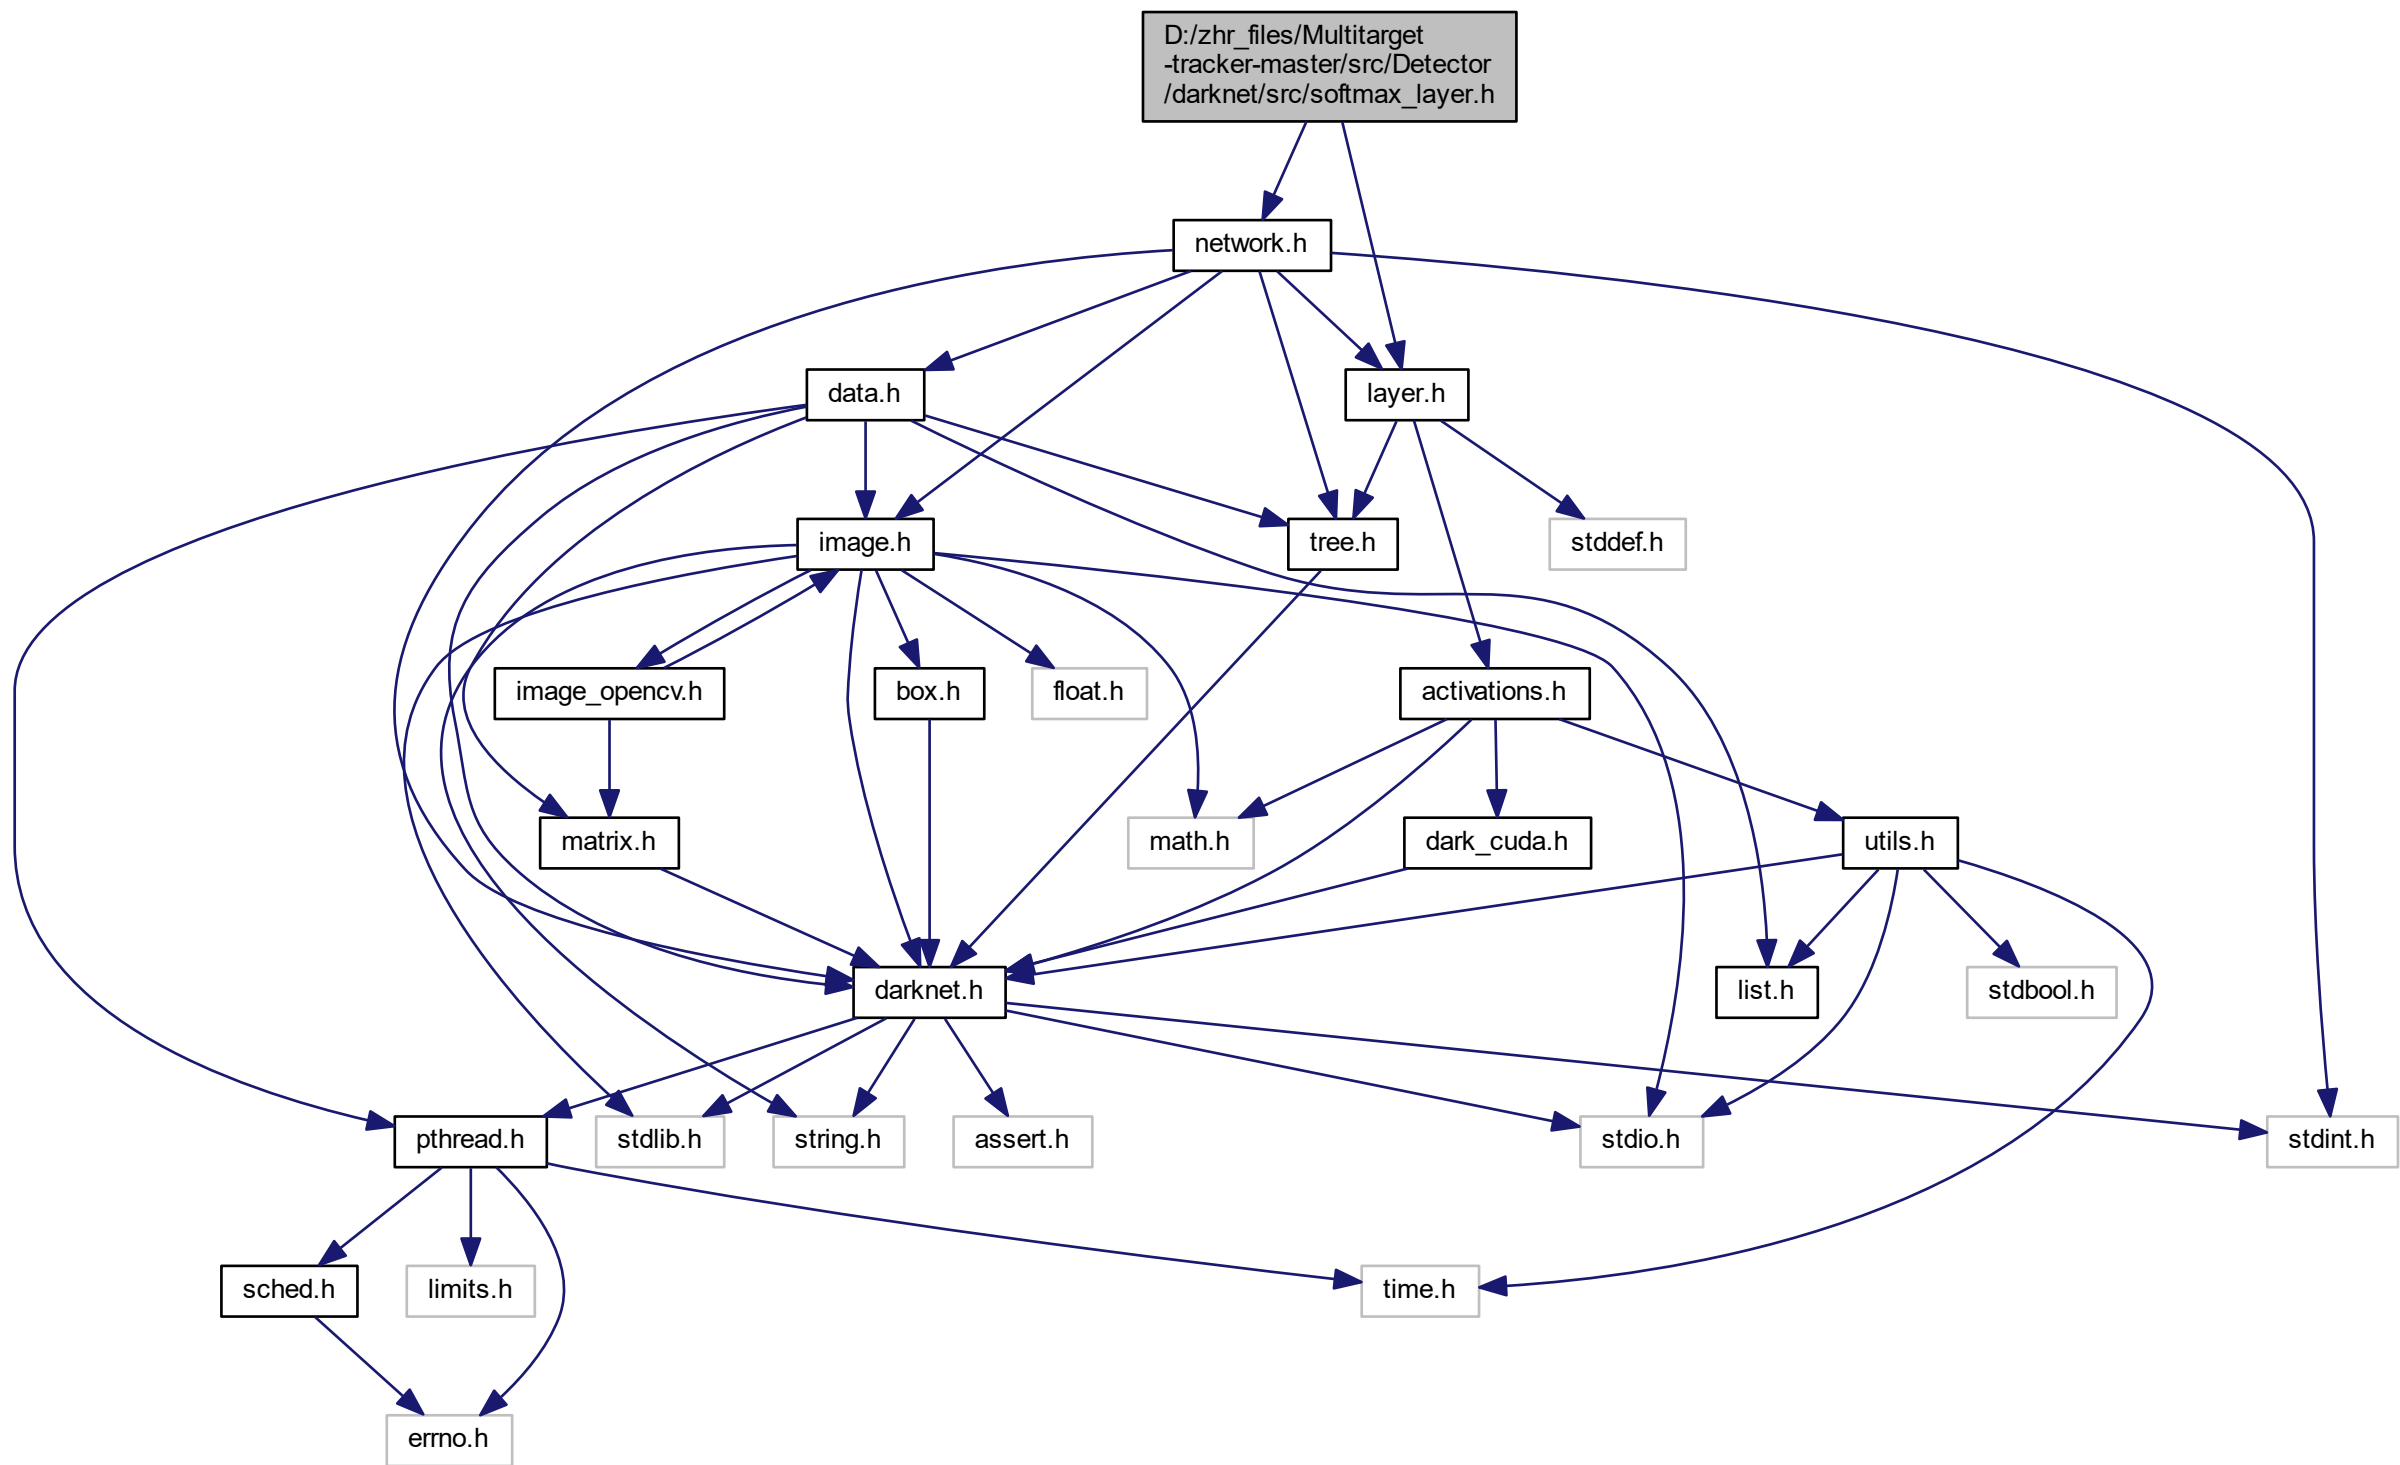 D:/zhr_files/Multitarget
-tracker-master/src/Detector
/darknet/src/softmax_layer.h
network.h
data.h
layer.h
image.h
tree.h
stddef.h
image_opencv.h
box.h
float.h
activations.h
matrix.h
math.h
dark_cuda.h
utils.h
darknet.h
list.h
stdbool.h
pthread.h
stdlib.h
string.h
assert.h
stdio.h
stdint.h
sched.h
limits.h
time.h
errno.h